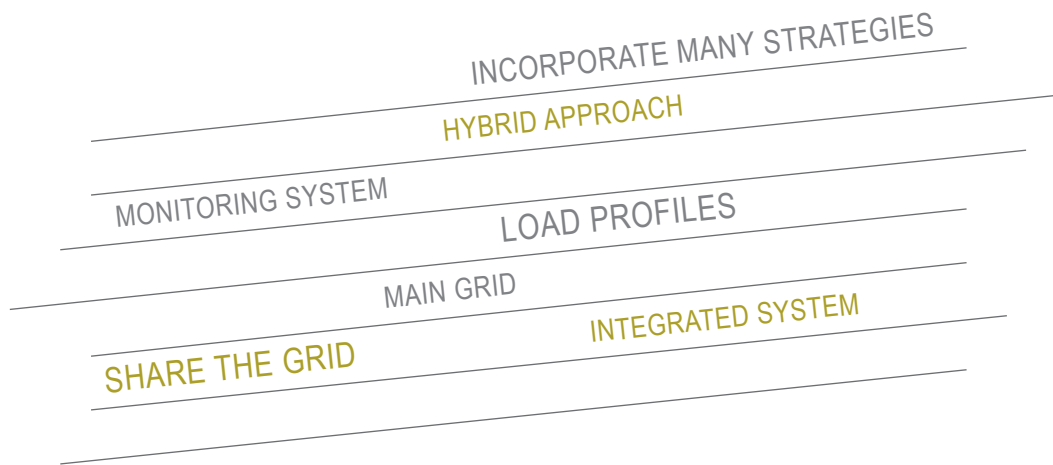 INCORPORATE MANY STRATEGIES
HYBRID APPROACH
MONITORING SYSTEM
LOAD PROFILES
MAIN GRID
INTEGRATED SYSTEM
SHARE THE GRID